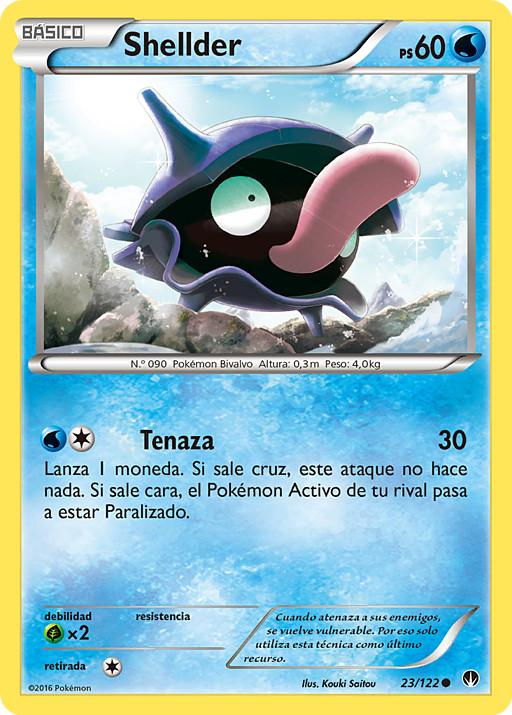 BÁSICO
Shellder
PS60
N.º 090 Pokémon Bivalvo Altura: 0,3m Peso: 4,0kg
Tenaza 30
Lanza 1 moneda. Si sale cruz, este ataque no hace
nada. Si sale cara, el Pokémon Activo de tu rival pasa
a estar Paralizado.
debilidad resistencia
×2
retirada
Cuando atenaza a sus enemigos,
se vuelve vulnerable. Por eso solo
utiliza esta técnica como último
recurso.
©2016 Pokémon
Ilus. Kouki Saitou
23/122